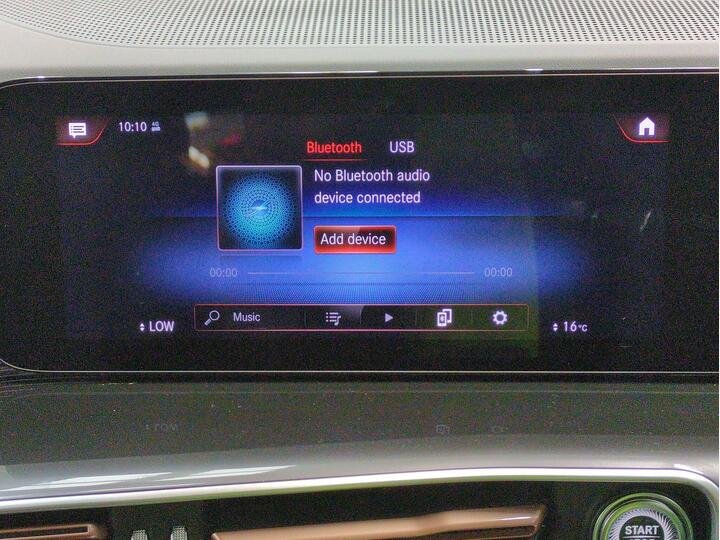 10:10 4G
Bluetooth USB
No Bluetooth audio
device connected
Add device
00:00 00:00
LOW Music 16°C
START